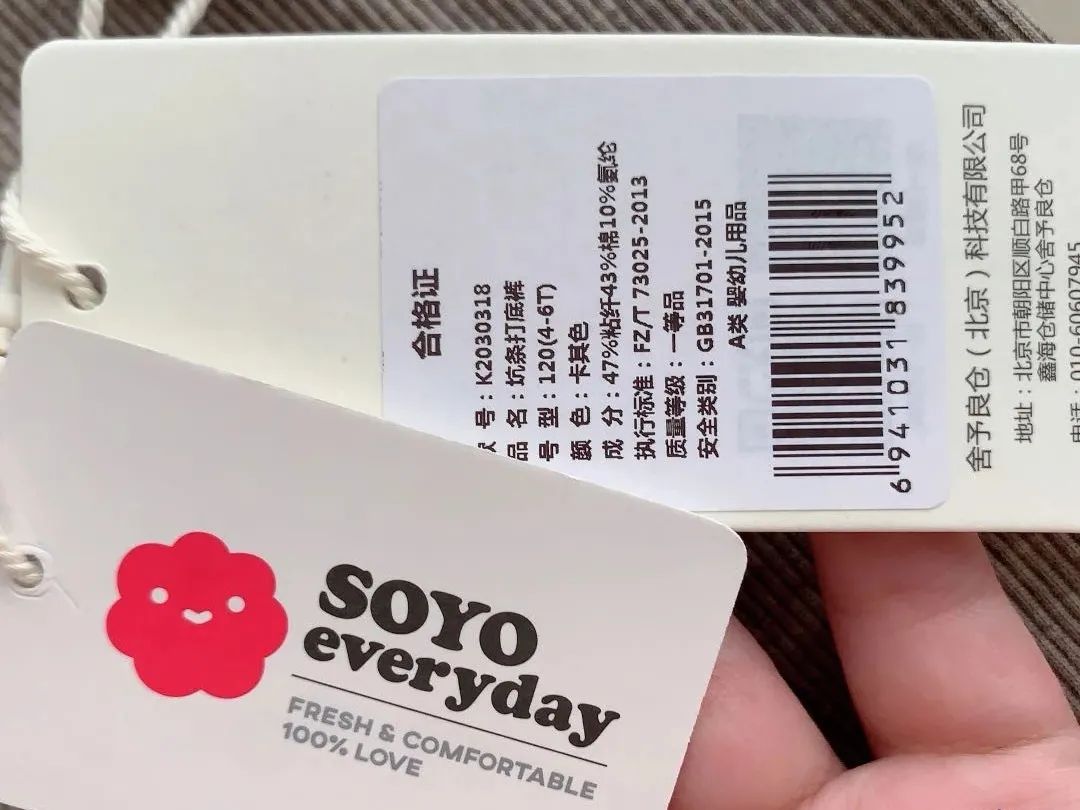 合格证
号：K2030318
品 名：坑条打底裤
号 型：120(4-6T)
颜 色：卡其色
成 分：47%粘纤43%棉10%氨纶
执行标准：FZ/T 73025-2013
质量等级：一等品
安全类别：GB31701-2015
A类 婴幼儿用品
6941031839952
舍予良仓（北京）科技有限公司
地址：北京市朝阳区顺白路甲68号
鑫海仓储中心舍予良仓
电话：010-60607945
SOYO
everyday
FRESH & COMFORTABLE
100% LOVE